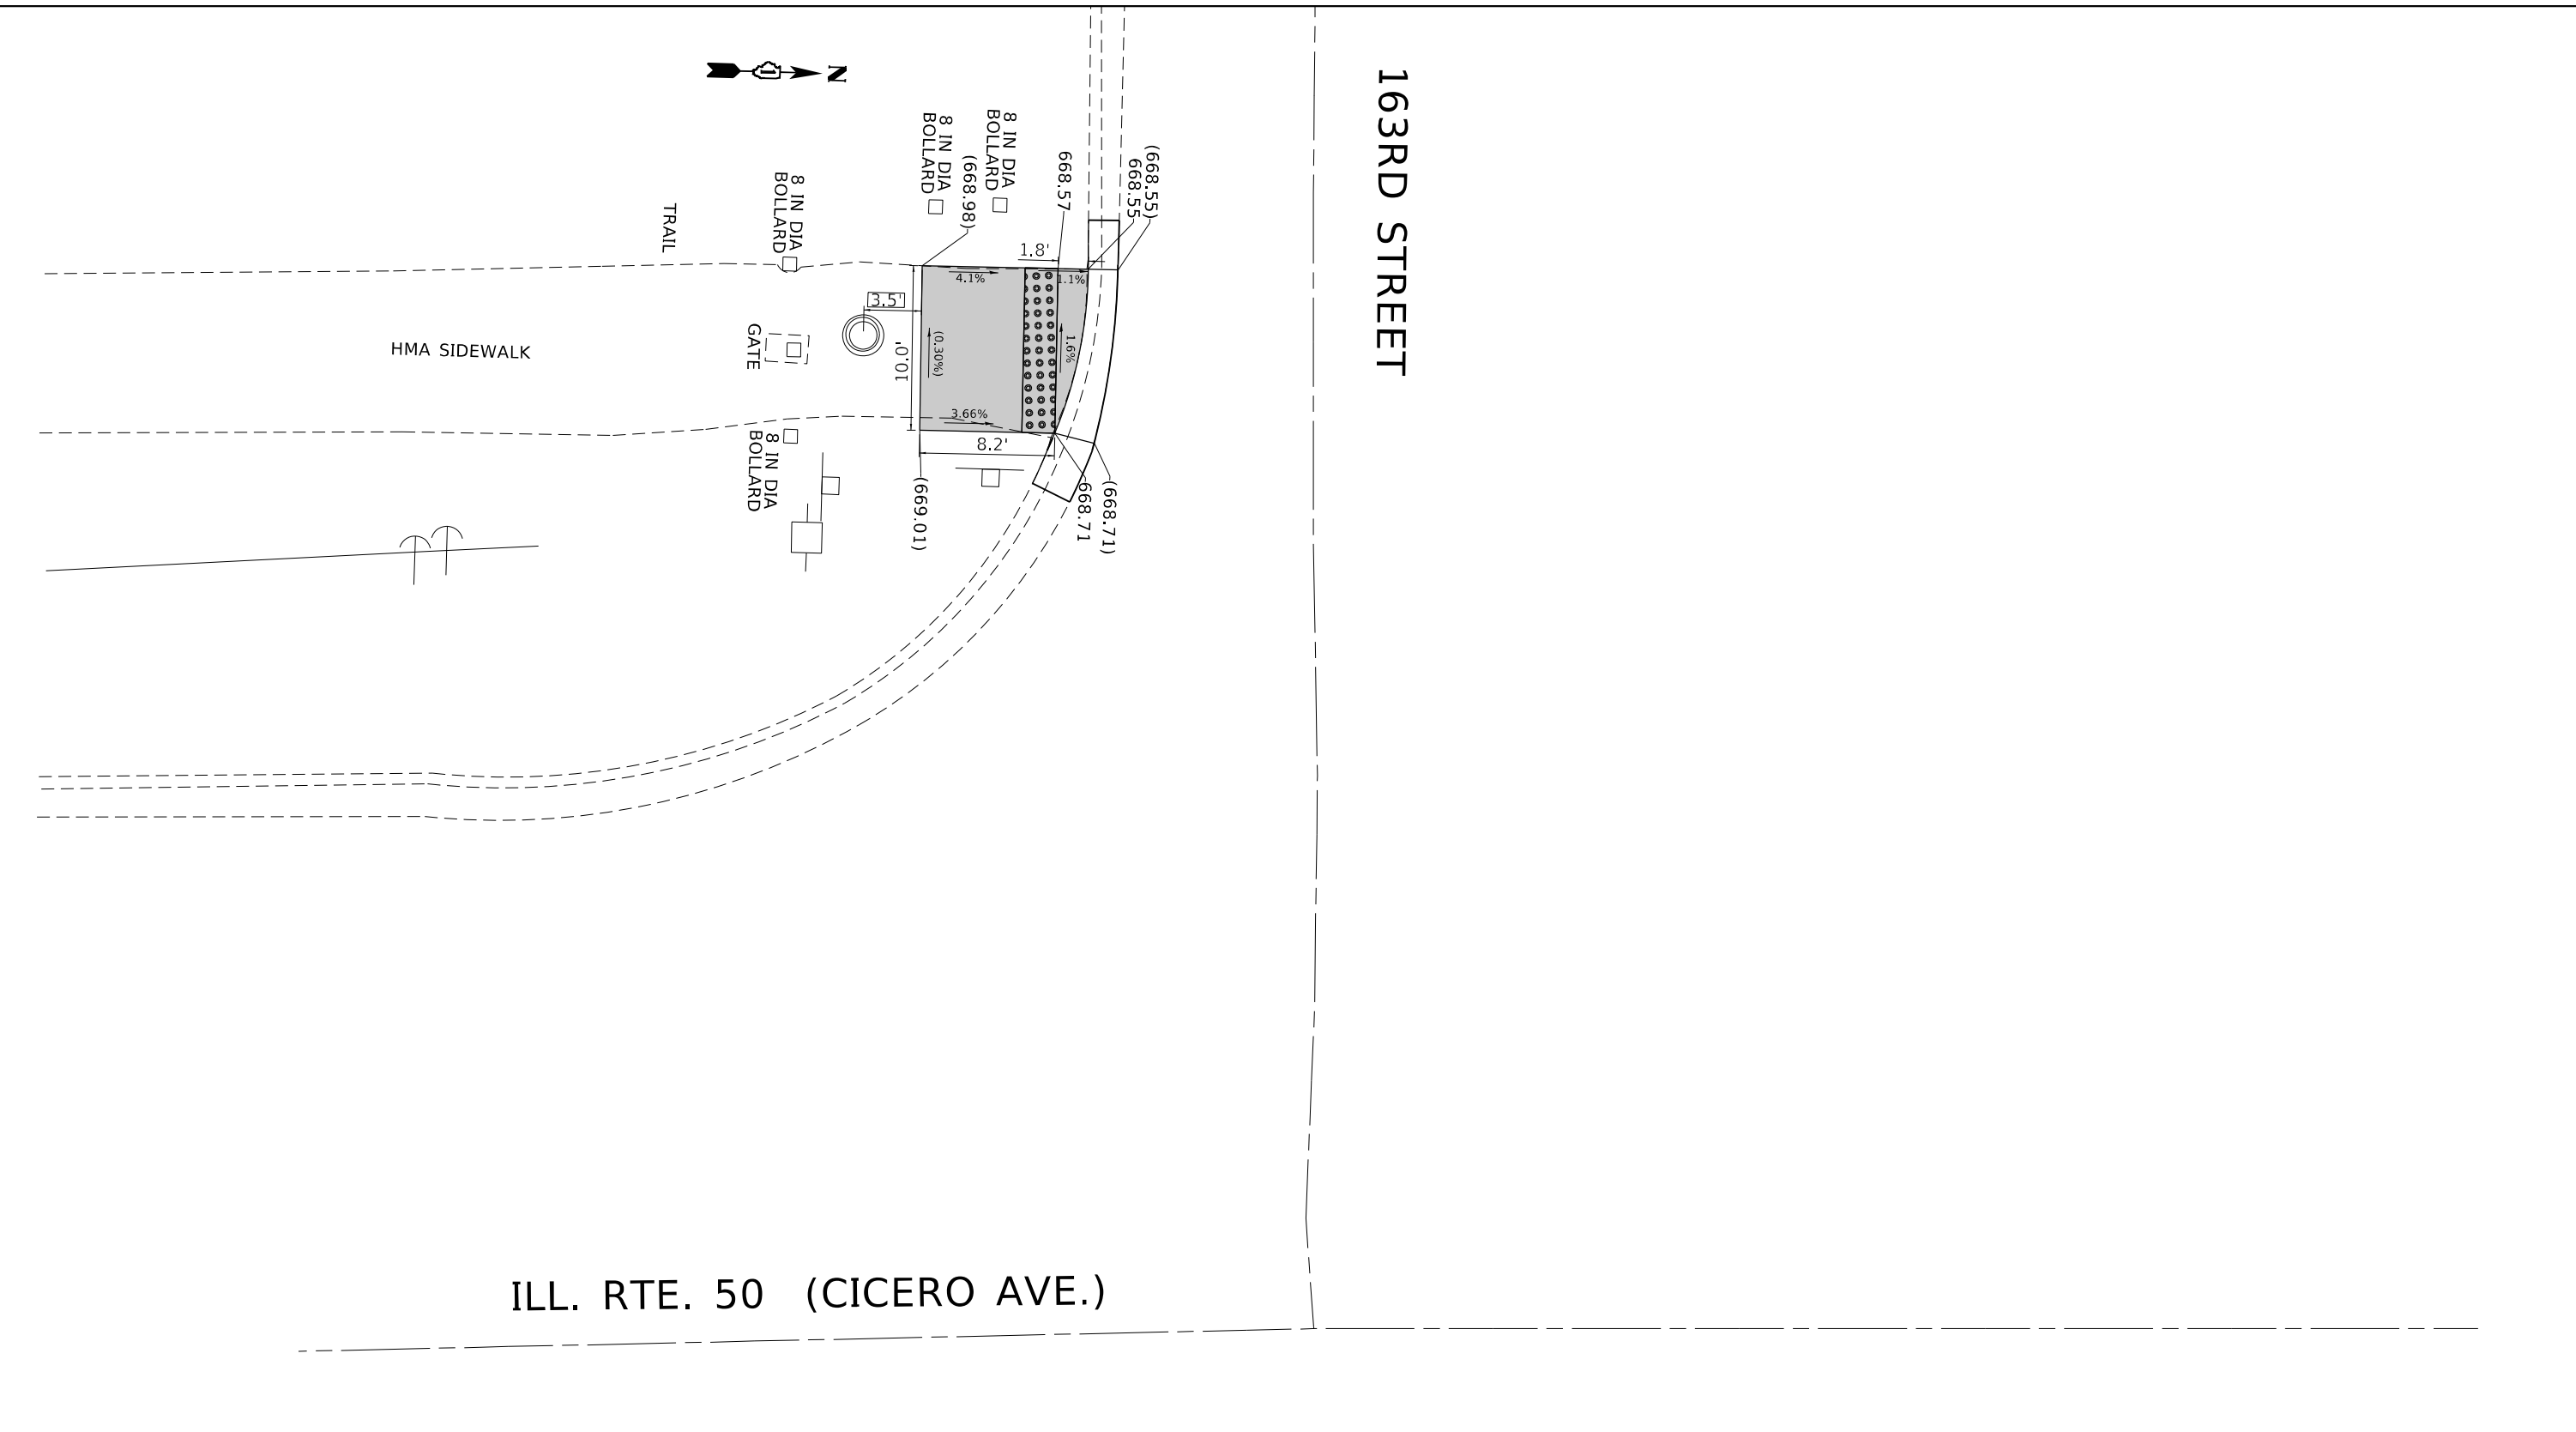 163RD STREET
N
8 IN DIA
BOLLARD
8 IN DIA
BOLLARD
(668.98)
668.57
(668.55)
668.55
8 IN DIA
BOLLARD
TRAIL
1.8'
4.1%
1.1%
3.5'
HMA SIDEWALK
GATE
10.0'
(0.30%)
1.6%
3.66%
8.2'
8 IN DIA
BOLLARD
(669.01)
668.71
(668.71)
ILL. RTE. 50 (CICERO AVE.)